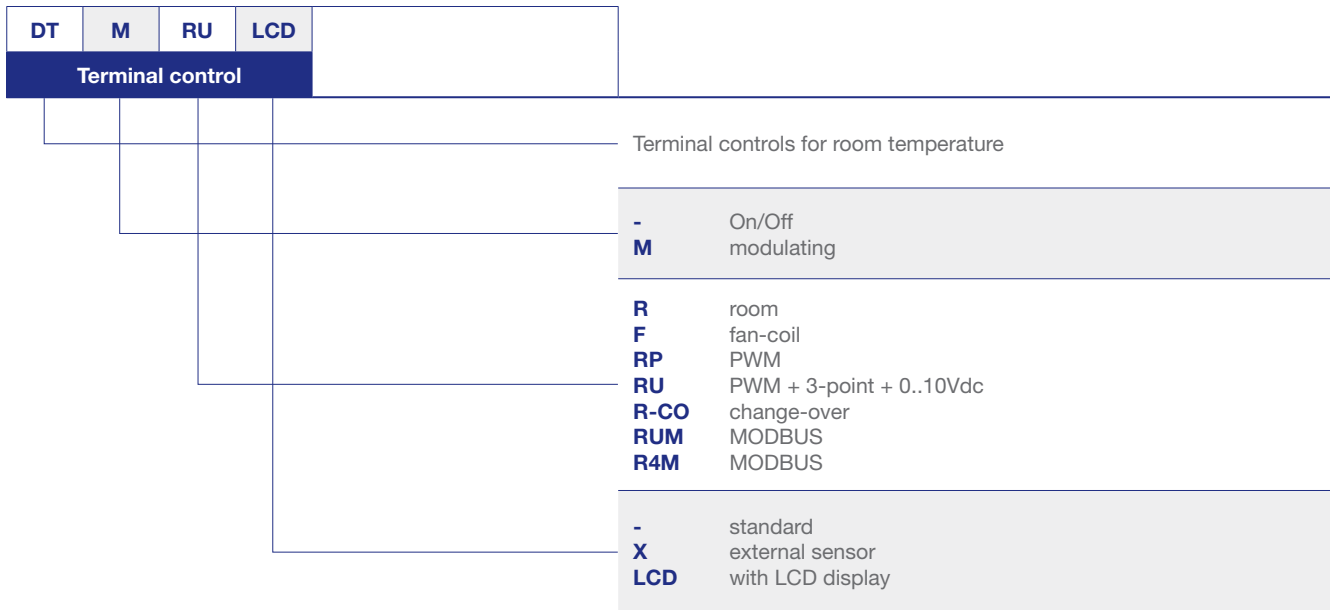 DT M RU LCD
Terminal control
Terminal controls for room temperature
- On/Off
M modulating
R room
F fan-coil
RP PWM
RU PWM + 3-point + 0..10Vdc
R-CO change-over
RUM MODBUS
R4M MODBUS
- standard
X external sensor
LCD with LCD display